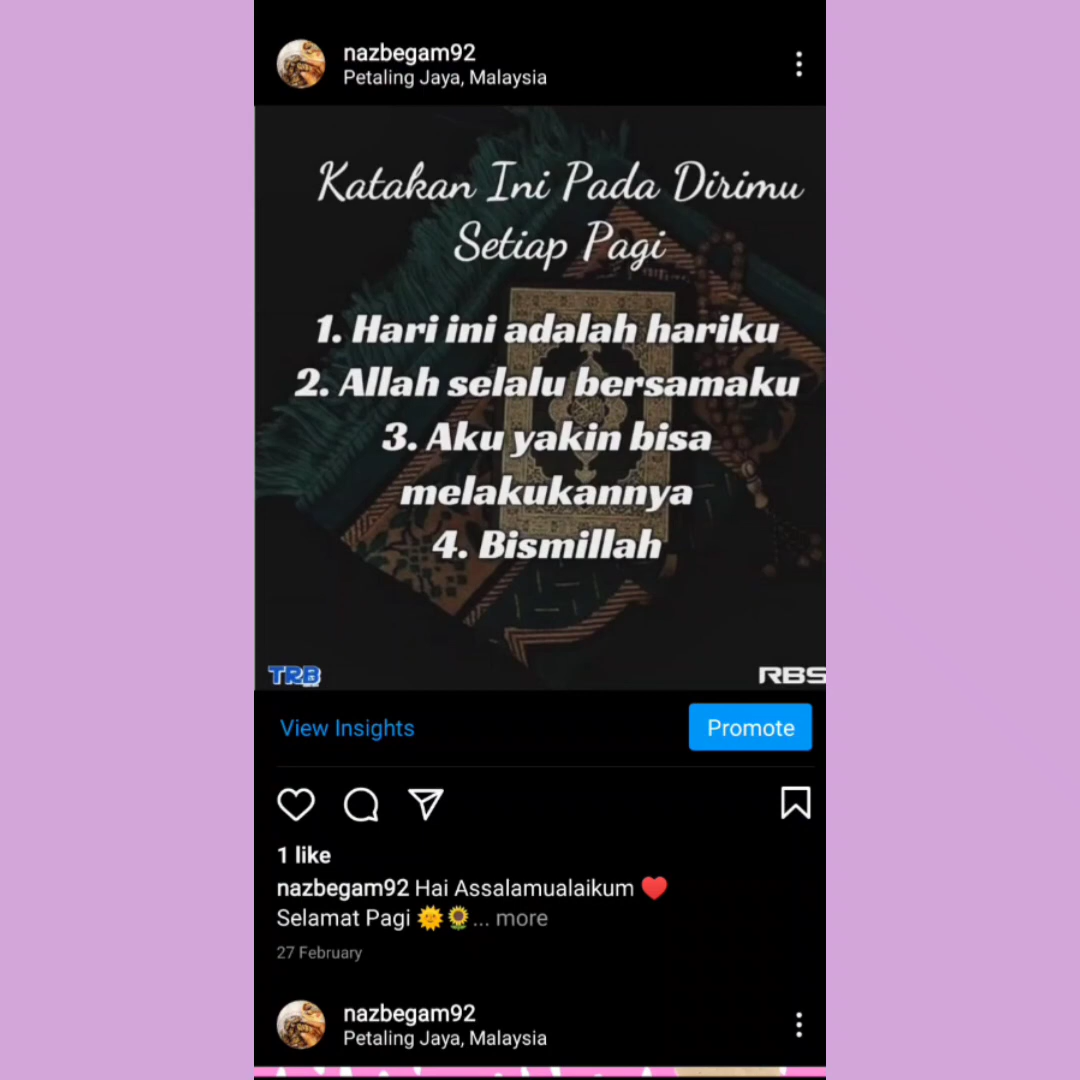 nazbegam92
Petaling Jaya, Malaysia
Katakan Ini Pada Dirimu
Setiap Pagi
1. Hari ini adalah hariku
2. Allah selalu bersamaku
3. Aku yakin bisa
melakukannya
4. Bismillah
TRB
RBS
View Insights
Promote
1 like
nazbegam92 Hai Assalamualaikum ♥️
Selamat Pagi 🌞🌻... more
27 February
nazbegam92
Petaling Jaya, Malaysia